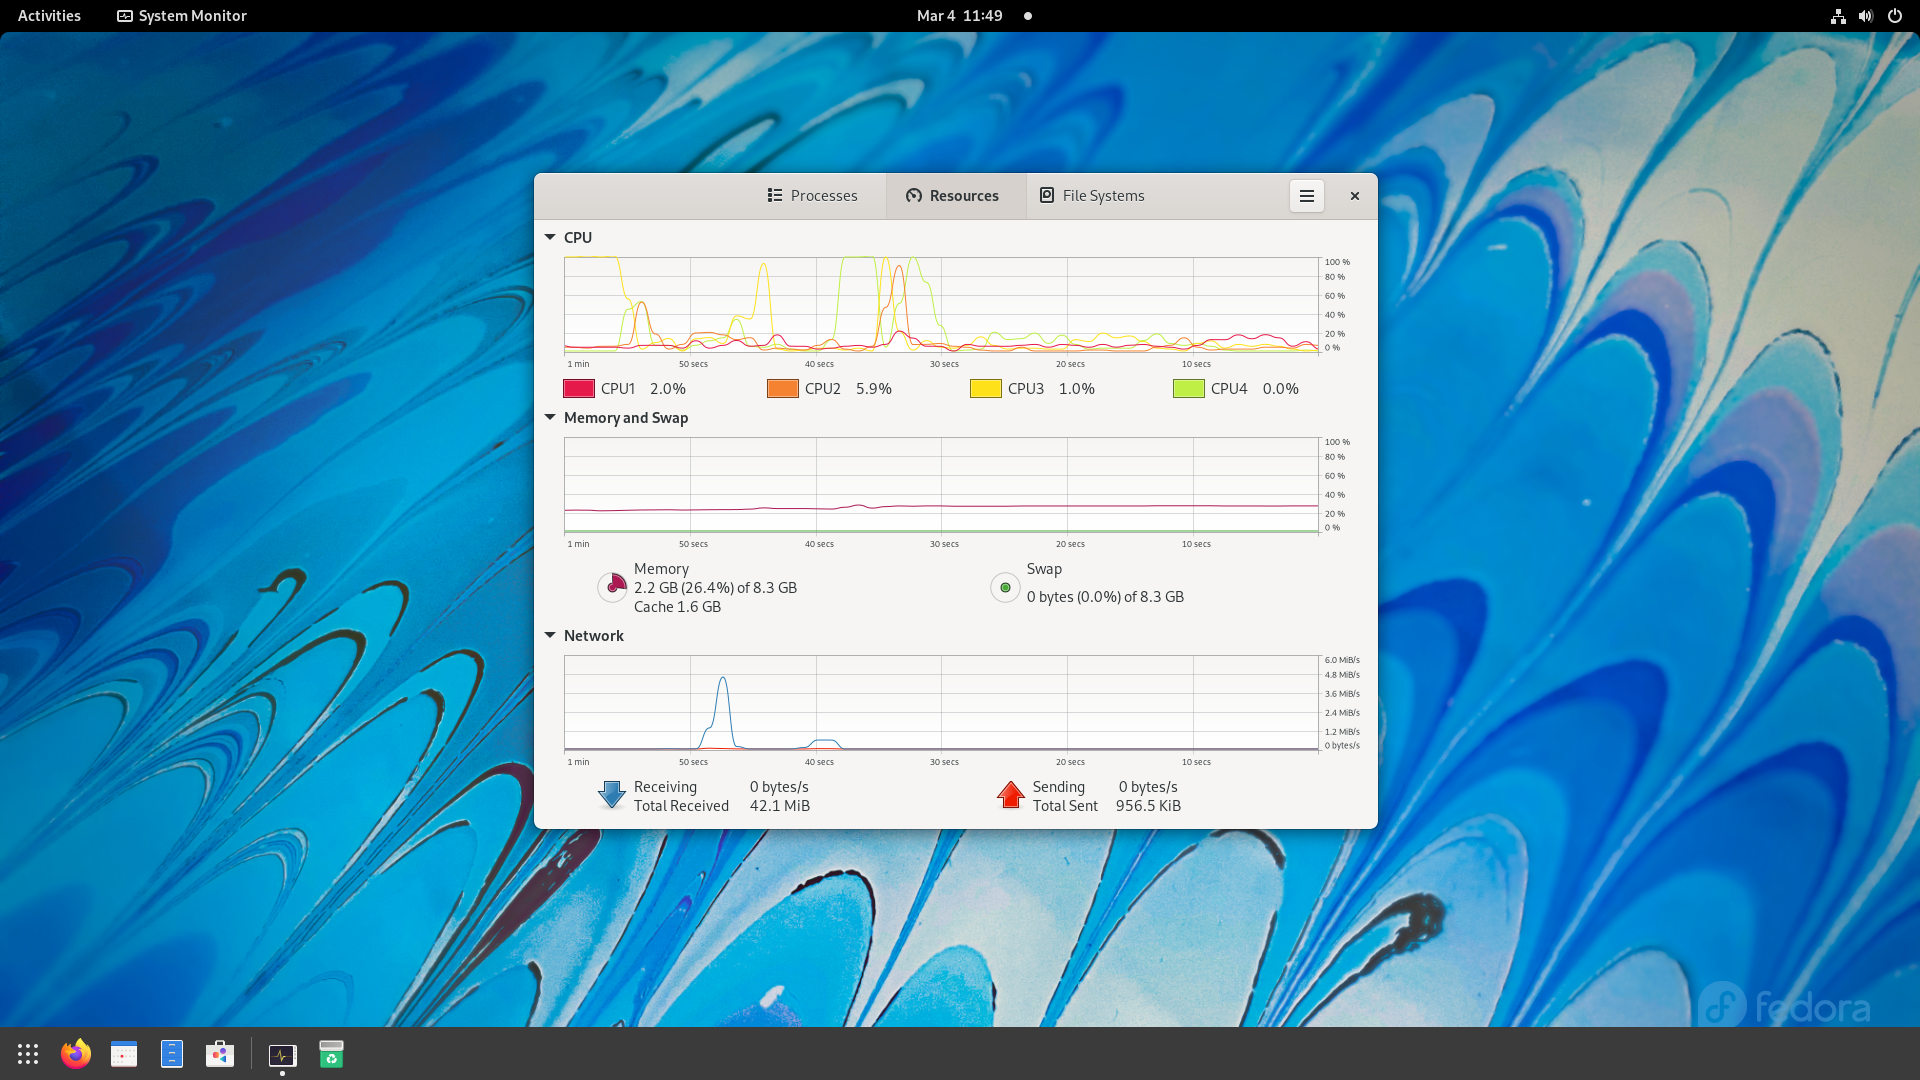 Activities System Monitor Mar 4 11:49
Processes Resources File Systems
CPU
100 %
80 %
60 %
40 %
20 %
0 %
1 min 50 secs 40 secs 30 secs 20 secs 10 secs
CPU1 2.0% CPU2 5.9% CPU3 1.0% CPU4 0.0%
Memory and Swap
100 %
80 %
60 %
40 %
20 %
0 %
1 min 50 secs 40 secs 30 secs 20 secs 10 secs
Memory
2.2 GB (26.4%) of 8.3 GB
Cache 1.6 GB
Swap
0 bytes (0.0%) of 8.3 GB
Network
6.0 MiB/s
4.8 MiB/s
3.6 MiB/s
2.4 MiB/s
1.2 MiB/s
0 bytes/s
1 min 50 secs 40 secs 30 secs 20 secs 10 secs
Receiving 0 bytes/s
Total Received 42.1 MiB
Sending 0 bytes/s
Total Sent 956.5 KiB
fedora